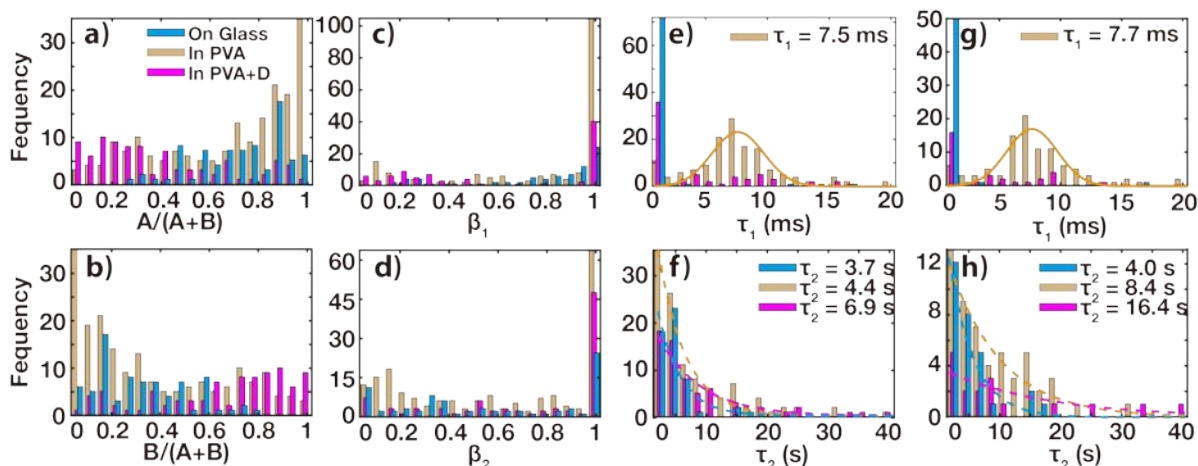 a)
On Glass
In PVA
In PVA+D
30
20
10
0
0 0.2 0.4 0.6 0.8 1
A/(A+B)
Fequency
c)
100
80
60
40
20
0
0 0.2 0.4 0.6 0.8 1
β1
e)
τ1 = 7.5 ms
60
40
20
0
5 10 15 20
τ1 (ms)
g)
τ1 = 7.7 ms
50
40
30
20
10
0
5 10 15 20
τ1 (ms)
b)
30
20
10
0
0 0.2 0.4 0.6 0.8 1
B/(A+B)
Fequency
d)
60
45
30
15
0
0 0.2 0.4 0.6 0.8 1
β2
f)
τ2 = 3.7 s
τ2 = 4.4 s
τ2 = 6.9 s
30
20
10
0
0 10 20 30 40
τ2 (s)
h)
τ2 = 4.0 s
τ2 = 8.4 s
τ2 = 16.4 s
12
8
4
0
0 10 20 30 40
τ2 (s)